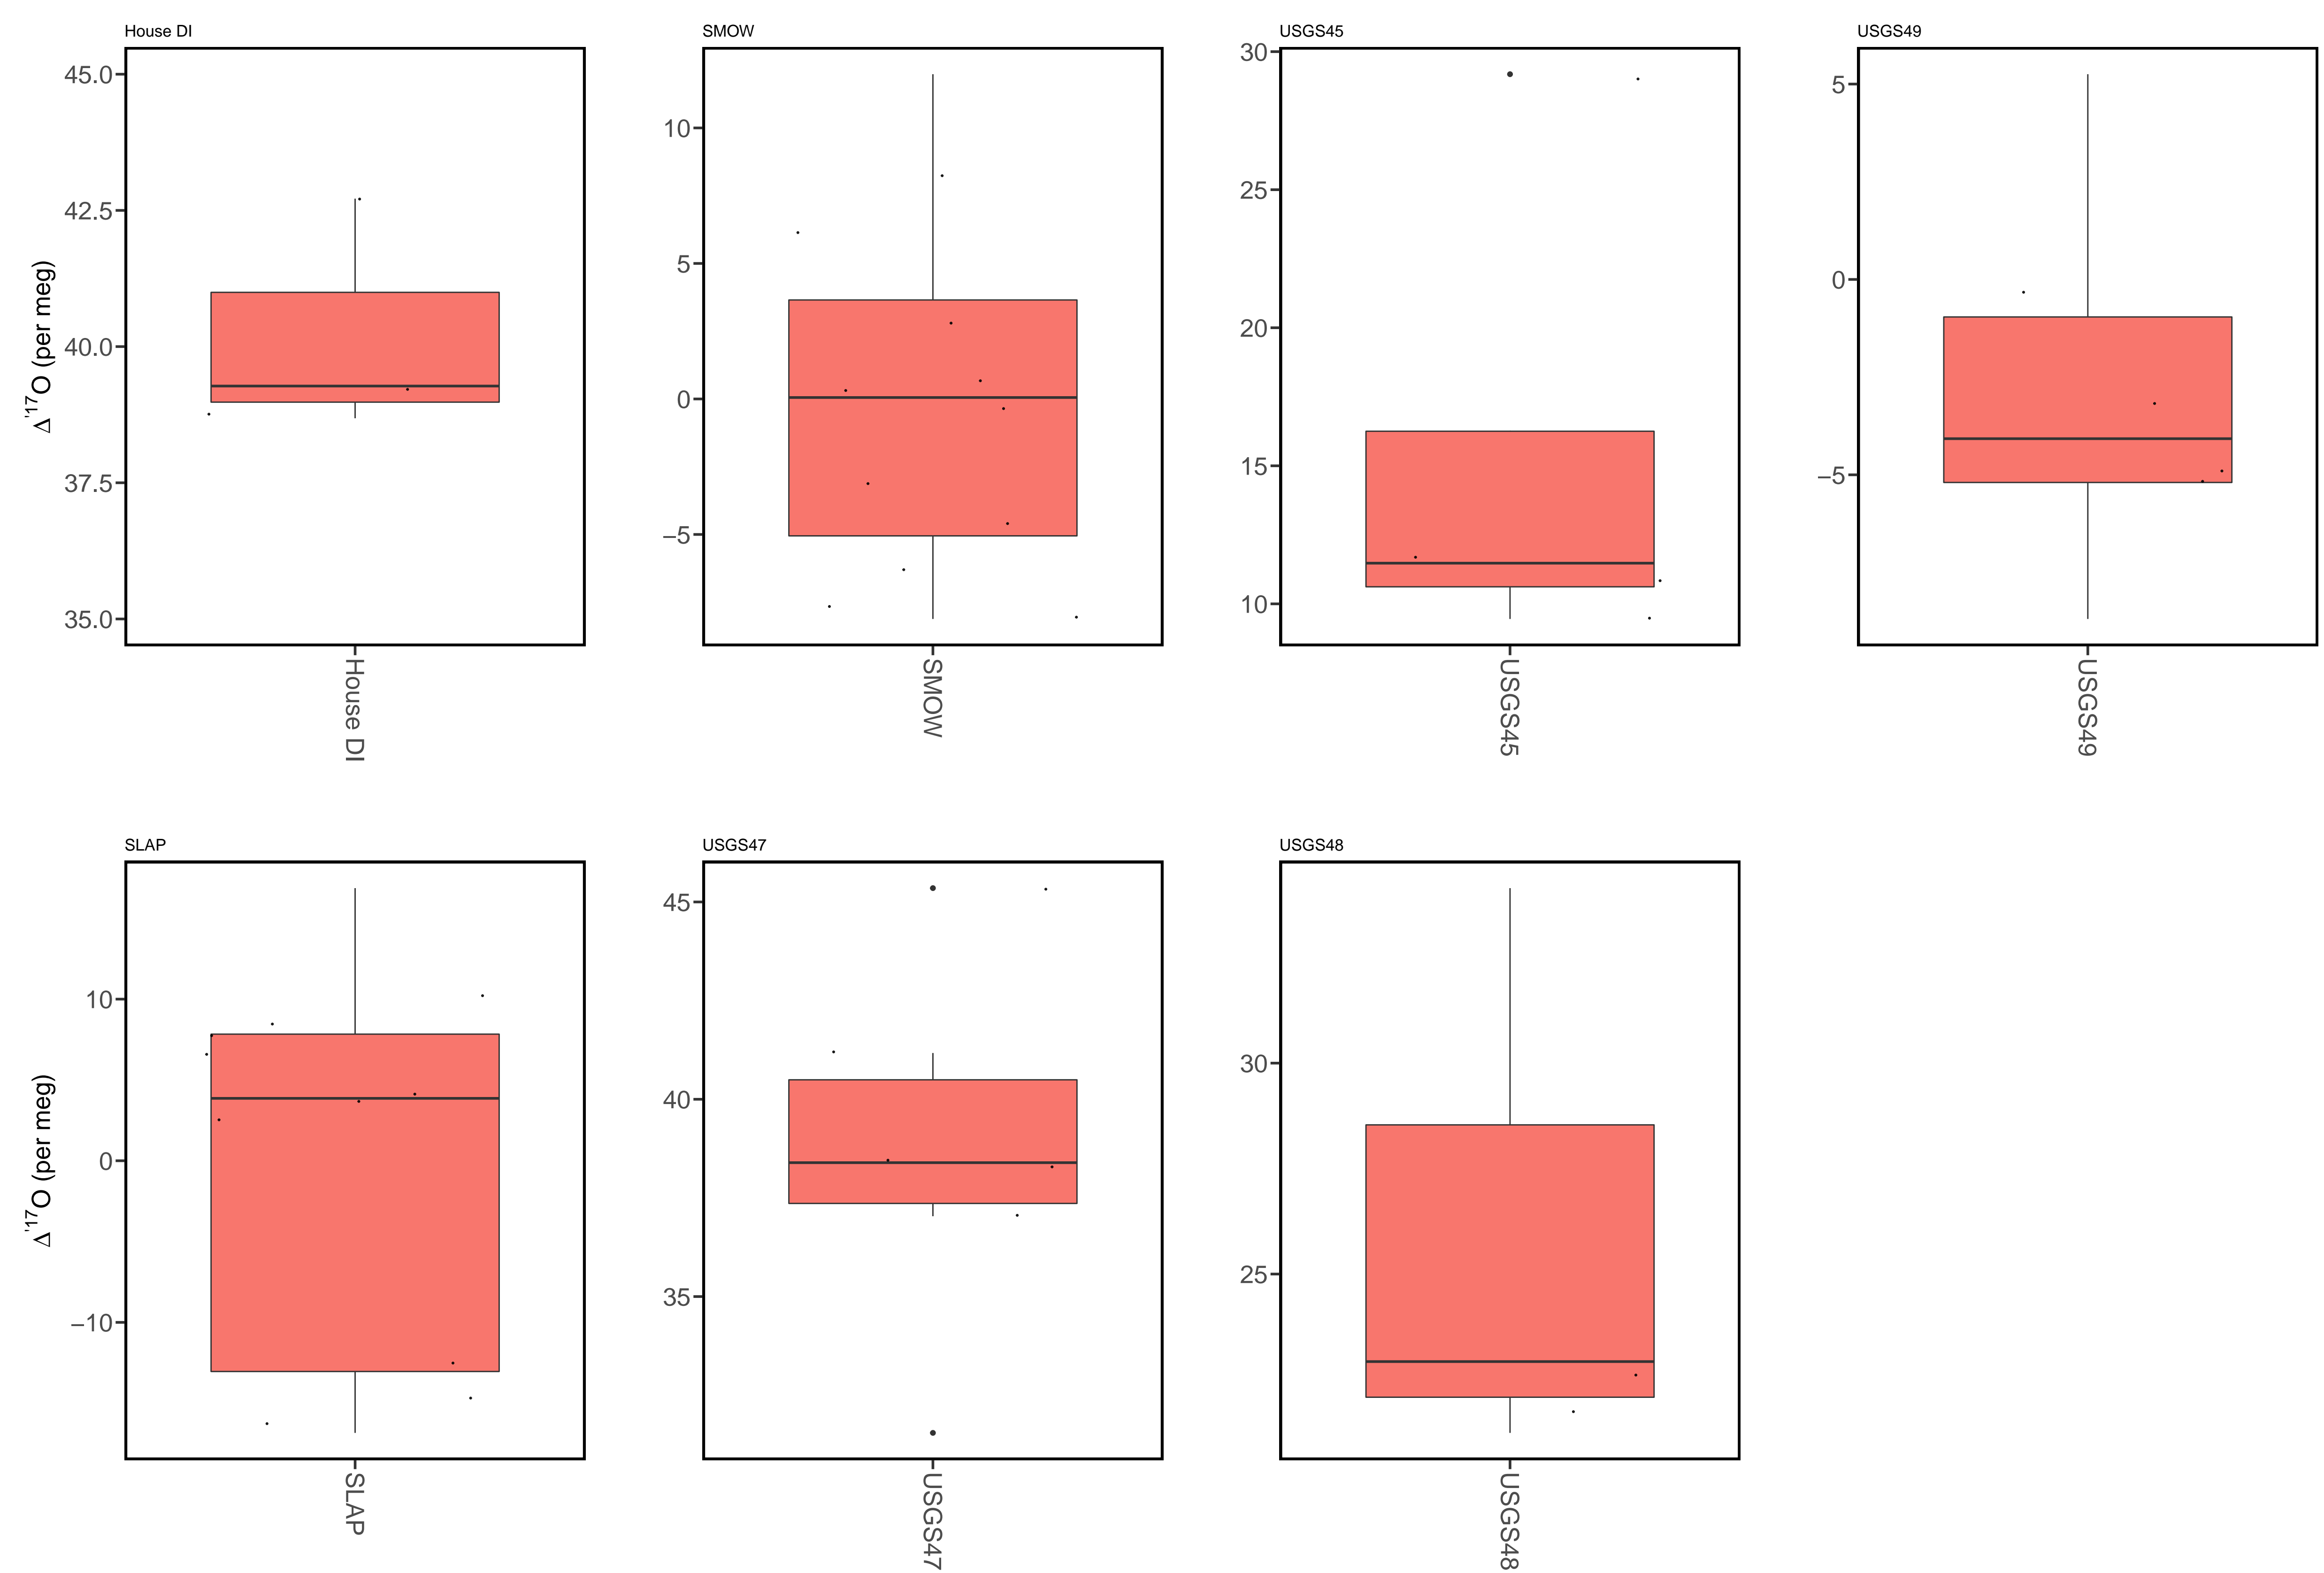 House DI
45.0
42.5
40.0
37.5
35.0
Δ'17O (per meg)
House DI
SMOW
10
5
0
−5
SMOW
USGS45
30
25
20
15
10
USGS45
USGS49
5
0
−5
USGS49
SLAP
10
0
−10
Δ'17O (per meg)
SLAP
USGS47
45
40
35
USGS47
USGS48
30
25
USGS48